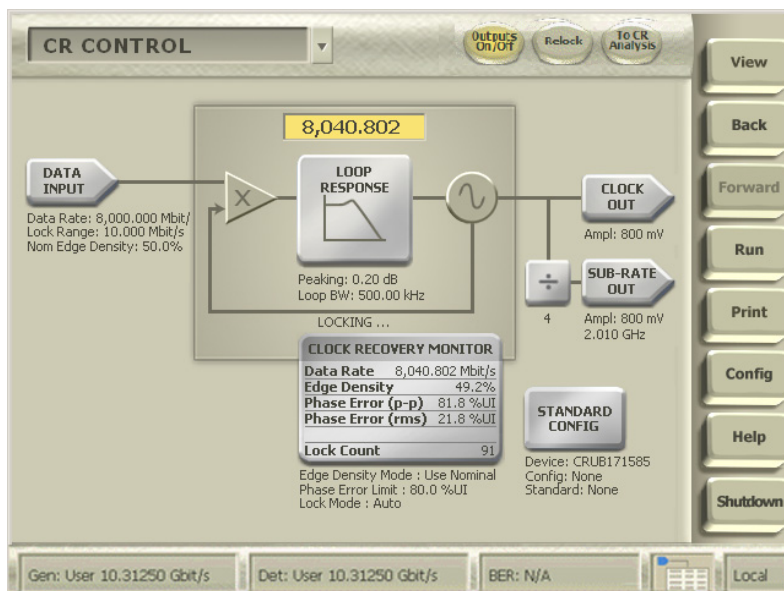 CR CONTROL
Outputs
On/Off
Relock
To CR
Analysis
View
Back
Forward
Run
Print
Config
Help
Shutdown
8,040.802
DATA
INPUT
Data Rate: 8,000.000 Mbit/
Lock Range: 10.000 Mbit/s
Nom Edge Density: 50.0%
X
LOOP
RESPONSE
Peaking: 0.20 dB
Loop BW: 500.00 kHz
LOCKING ...
CLOCK
OUT
Ampl: 800 mV
÷
4
SUB-RATE
OUT
Ampl: 800 mV
2.010 GHz
CLOCK RECOVERY MONITOR
Data Rate 8,040.802 Mbit/s
Edge Density 49.2%
Phase Error (p-p) 81.8 %UI
Phase Error (rms) 21.8 %UI
Lock Count 91
Edge Density Mode : Use Nominal
Phase Error Limit : 80.0 %UI
Lock Mode : Auto
STANDARD
CONFIG
Device: CRUB171585
Config: None
Standard: None
Gen: User 10.31250 Gbit/s
Det: User 10.31250 Gbit/s
BER: N/A
Local